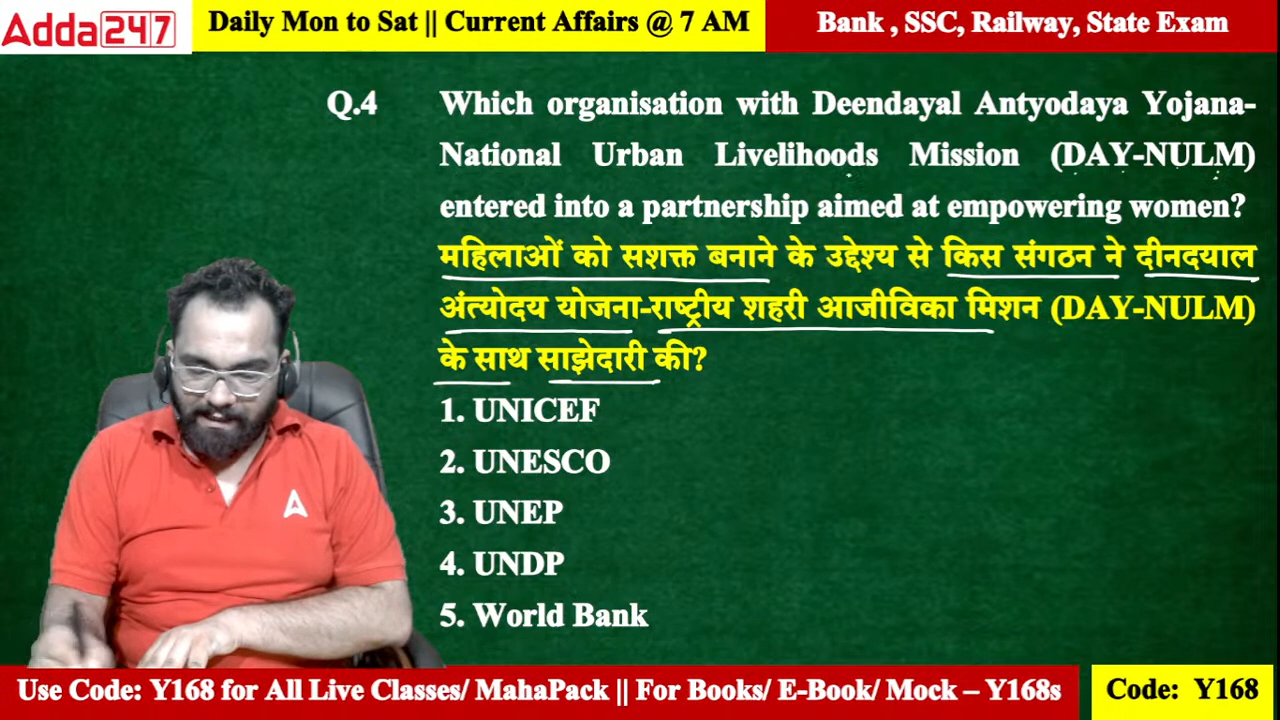 Adda247
Daily Mon to Sat || Current Affairs @ 7 AM
Bank , SSC, Railway, State Exam
Q.4
Which organisation with Deendayal Antyodaya Yojana-
National Urban Livelihoods Mission (DAY-NULM)
entered into a partnership aimed at empowering women?
महिलाओं को सशक्त बनाने के उद्देश्य से किस संगठन ने दीनदयाल
अंत्योदय योजना-राष्ट्रीय शहरी आजीविका मिशन (DAY-NULM)
के साथ साझेदारी की?
1. UNICEF
2. UNESCO
3. UNEP
4. UNDP
5. World Bank
Use Code: Y168 for All Live Classes/ MahaPack || For Books/ E-Book/ Mock – Y168s
Code: Y168